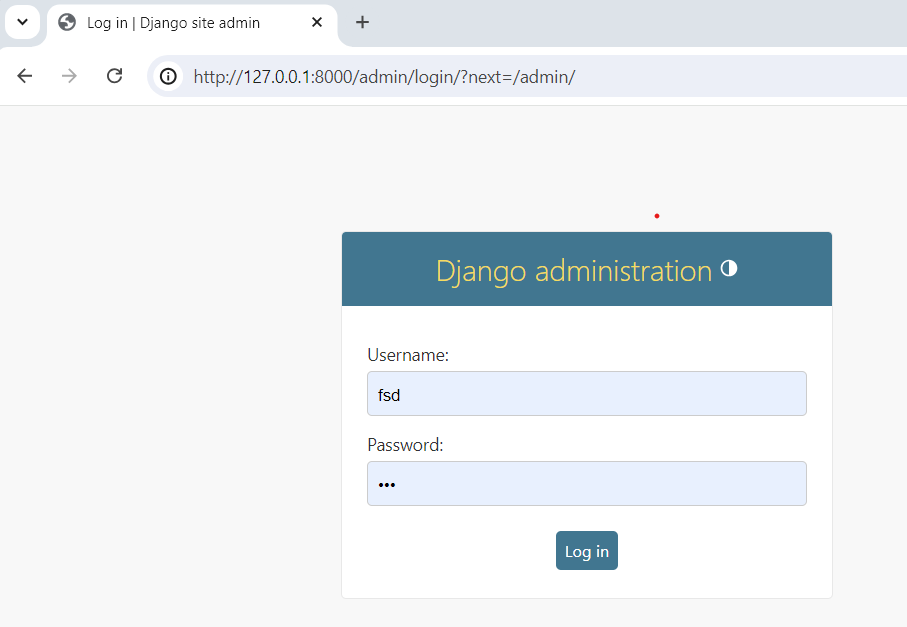 Log in | Django site admin
http://127.0.0.1:8000/admin/login/?next=/admin/
Django administration
Username:
fsd
Password:
•••
Log in